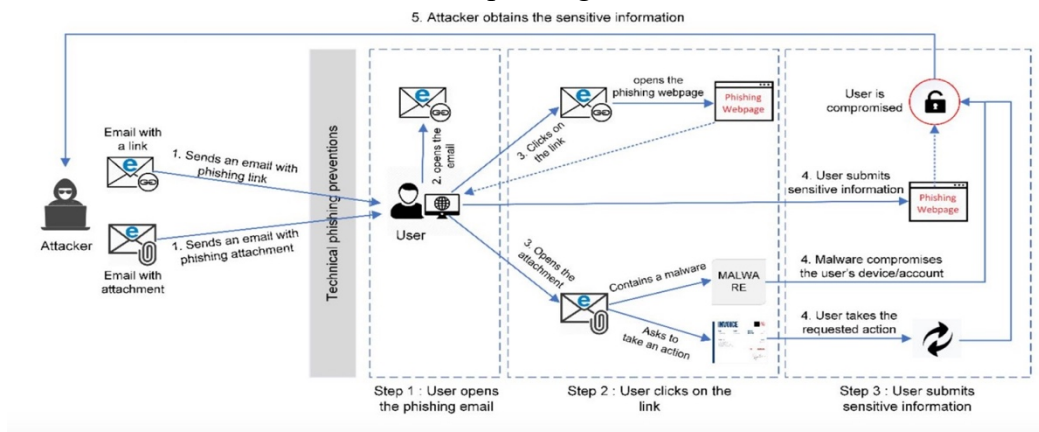 5. Attacker obtains the sensitive information
Email with
a link
1. Sends an email with
phishing link
Attacker
1. Sends an email with
phishing attachment
Email with
attachment
Technical phishing preventions
2. opens the
email
User
3. Clicks on
the link
opens the
phishing webpage
Phishing
Webpage
User is
compromised
4. User submits
sensitive information
Phishing
Webpage
3. Opens the
attachment
Contains a malware
MALWA
RE
4. Malware compromises
the user's device/account
Asks to
take an action
INVOICE
4. User takes the
requested action
Step 1 : User opens
the phishing email
Step 2 : User clicks on the
link
Step 3 : User submits
sensitive information